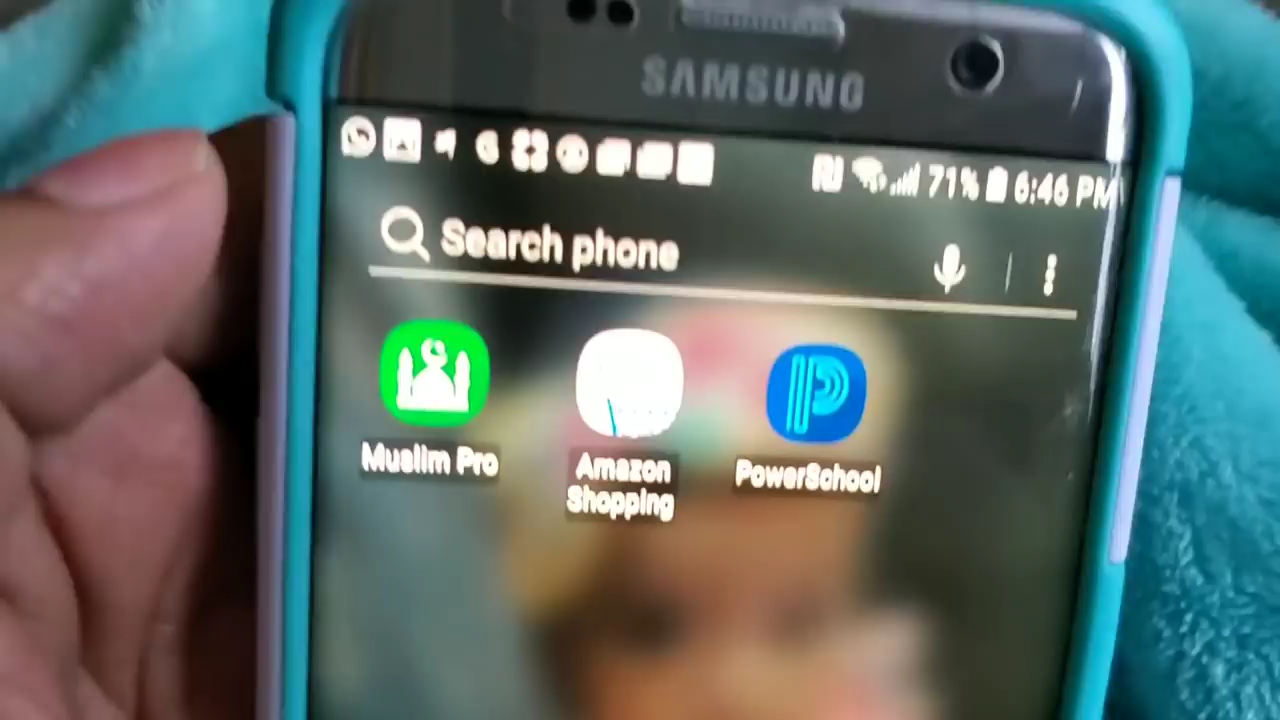 SAMSUNG
71% 6:46 PM
Search phone
Muslim Pro
Amazon
Shopping
PowerSchool